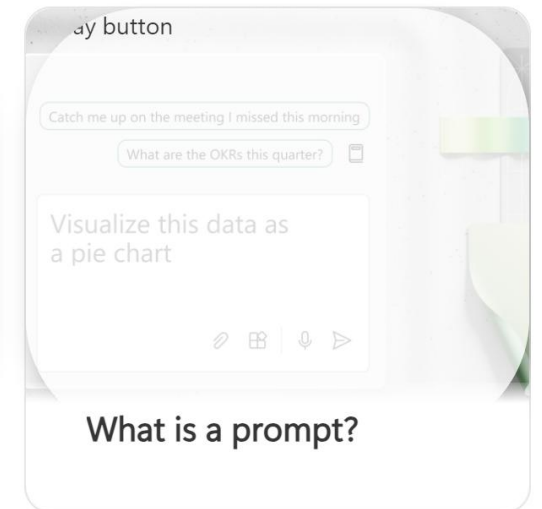 ay button
Catch me up on the meeting I missed this morning
What are the OKRs this quarter?
Visualize this data as
a pie chart
What is a prompt?